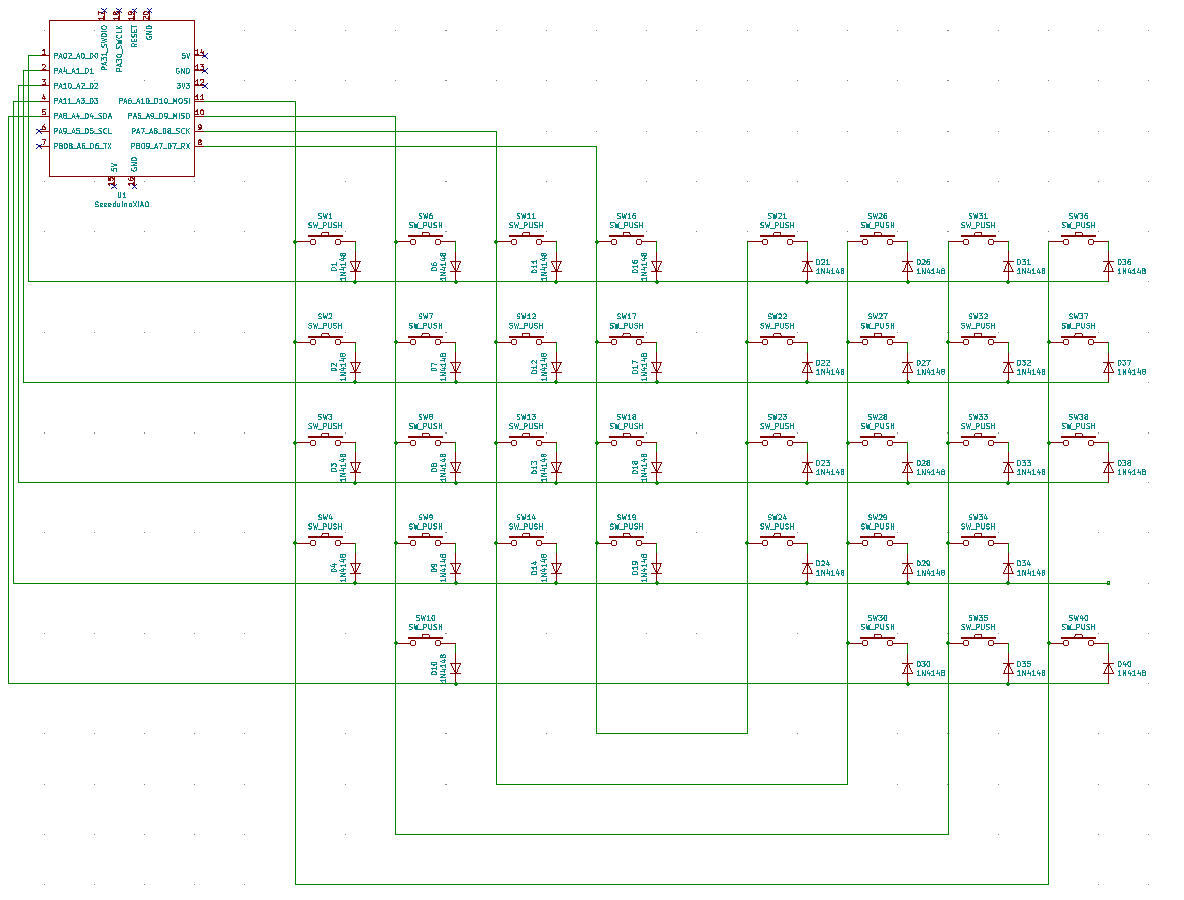 17 18 19 20
PA31_SWDIO
PA30_SWCLK
RESET
GND
1 PA02_A0_D0
2 PA4_A1_D1
3 PA10_A2_D2
4 PA11_A3_D3
5 PA8_A4_D4_SDA
6 PA9_A5_D5_SCL
7 PB08_A6_D6_TX
5V 14
GND 13
3V3 12
PA6_A10_D10_MOSI 11
PA5_A9_D9_MISO 10
PA7_A8_D8_SCK 9
PB09_A7_D7_RX 8
5V GND
15 16
U1
SeeeduinoXIAO
SW1 SW6 SW11 SW16 SW21 SW26 SW31 SW36
SW_PUSH SW_PUSH SW_PUSH SW_PUSH SW_PUSH SW_PUSH SW_PUSH SW_PUSH
D1 D6 D11 D16 D21 D26 D31 D36
1N4148 1N4148 1N4148 1N4148 1N4148 1N4148 1N4148 1N4148
SW2 SW7 SW12 SW17 SW22 SW27 SW32 SW37
SW_PUSH SW_PUSH SW_PUSH SW_PUSH SW_PUSH SW_PUSH SW_PUSH SW_PUSH
D2 D7 D12 D17 D22 D27 D32 D37
1N4148 1N4148 1N4148 1N4148 1N4148 1N4148 1N4148 1N4148
SW3 SW8 SW13 SW18 SW23 SW28 SW33 SW38
SW_PUSH SW_PUSH SW_PUSH SW_PUSH SW_PUSH SW_PUSH SW_PUSH SW_PUSH
D3 D8 D13 D18 D23 D28 D33 D38
1N4148 1N4148 1N4148 1N4148 1N4148 1N4148 1N4148 1N4148
SW4 SW9 SW14 SW19 SW24 SW29 SW34
SW_PUSH SW_PUSH SW_PUSH SW_PUSH SW_PUSH SW_PUSH SW_PUSH
D4 D9 D14 D19 D24 D29 D34
1N4148 1N4148 1N4148 1N4148 1N4148 1N4148 1N4148
SW10 SW30 SW35 SW40
SW_PUSH SW_PUSH SW_PUSH SW_PUSH
D10 D30 D35 D40
1N4148 1N4148 1N4148 1N4148